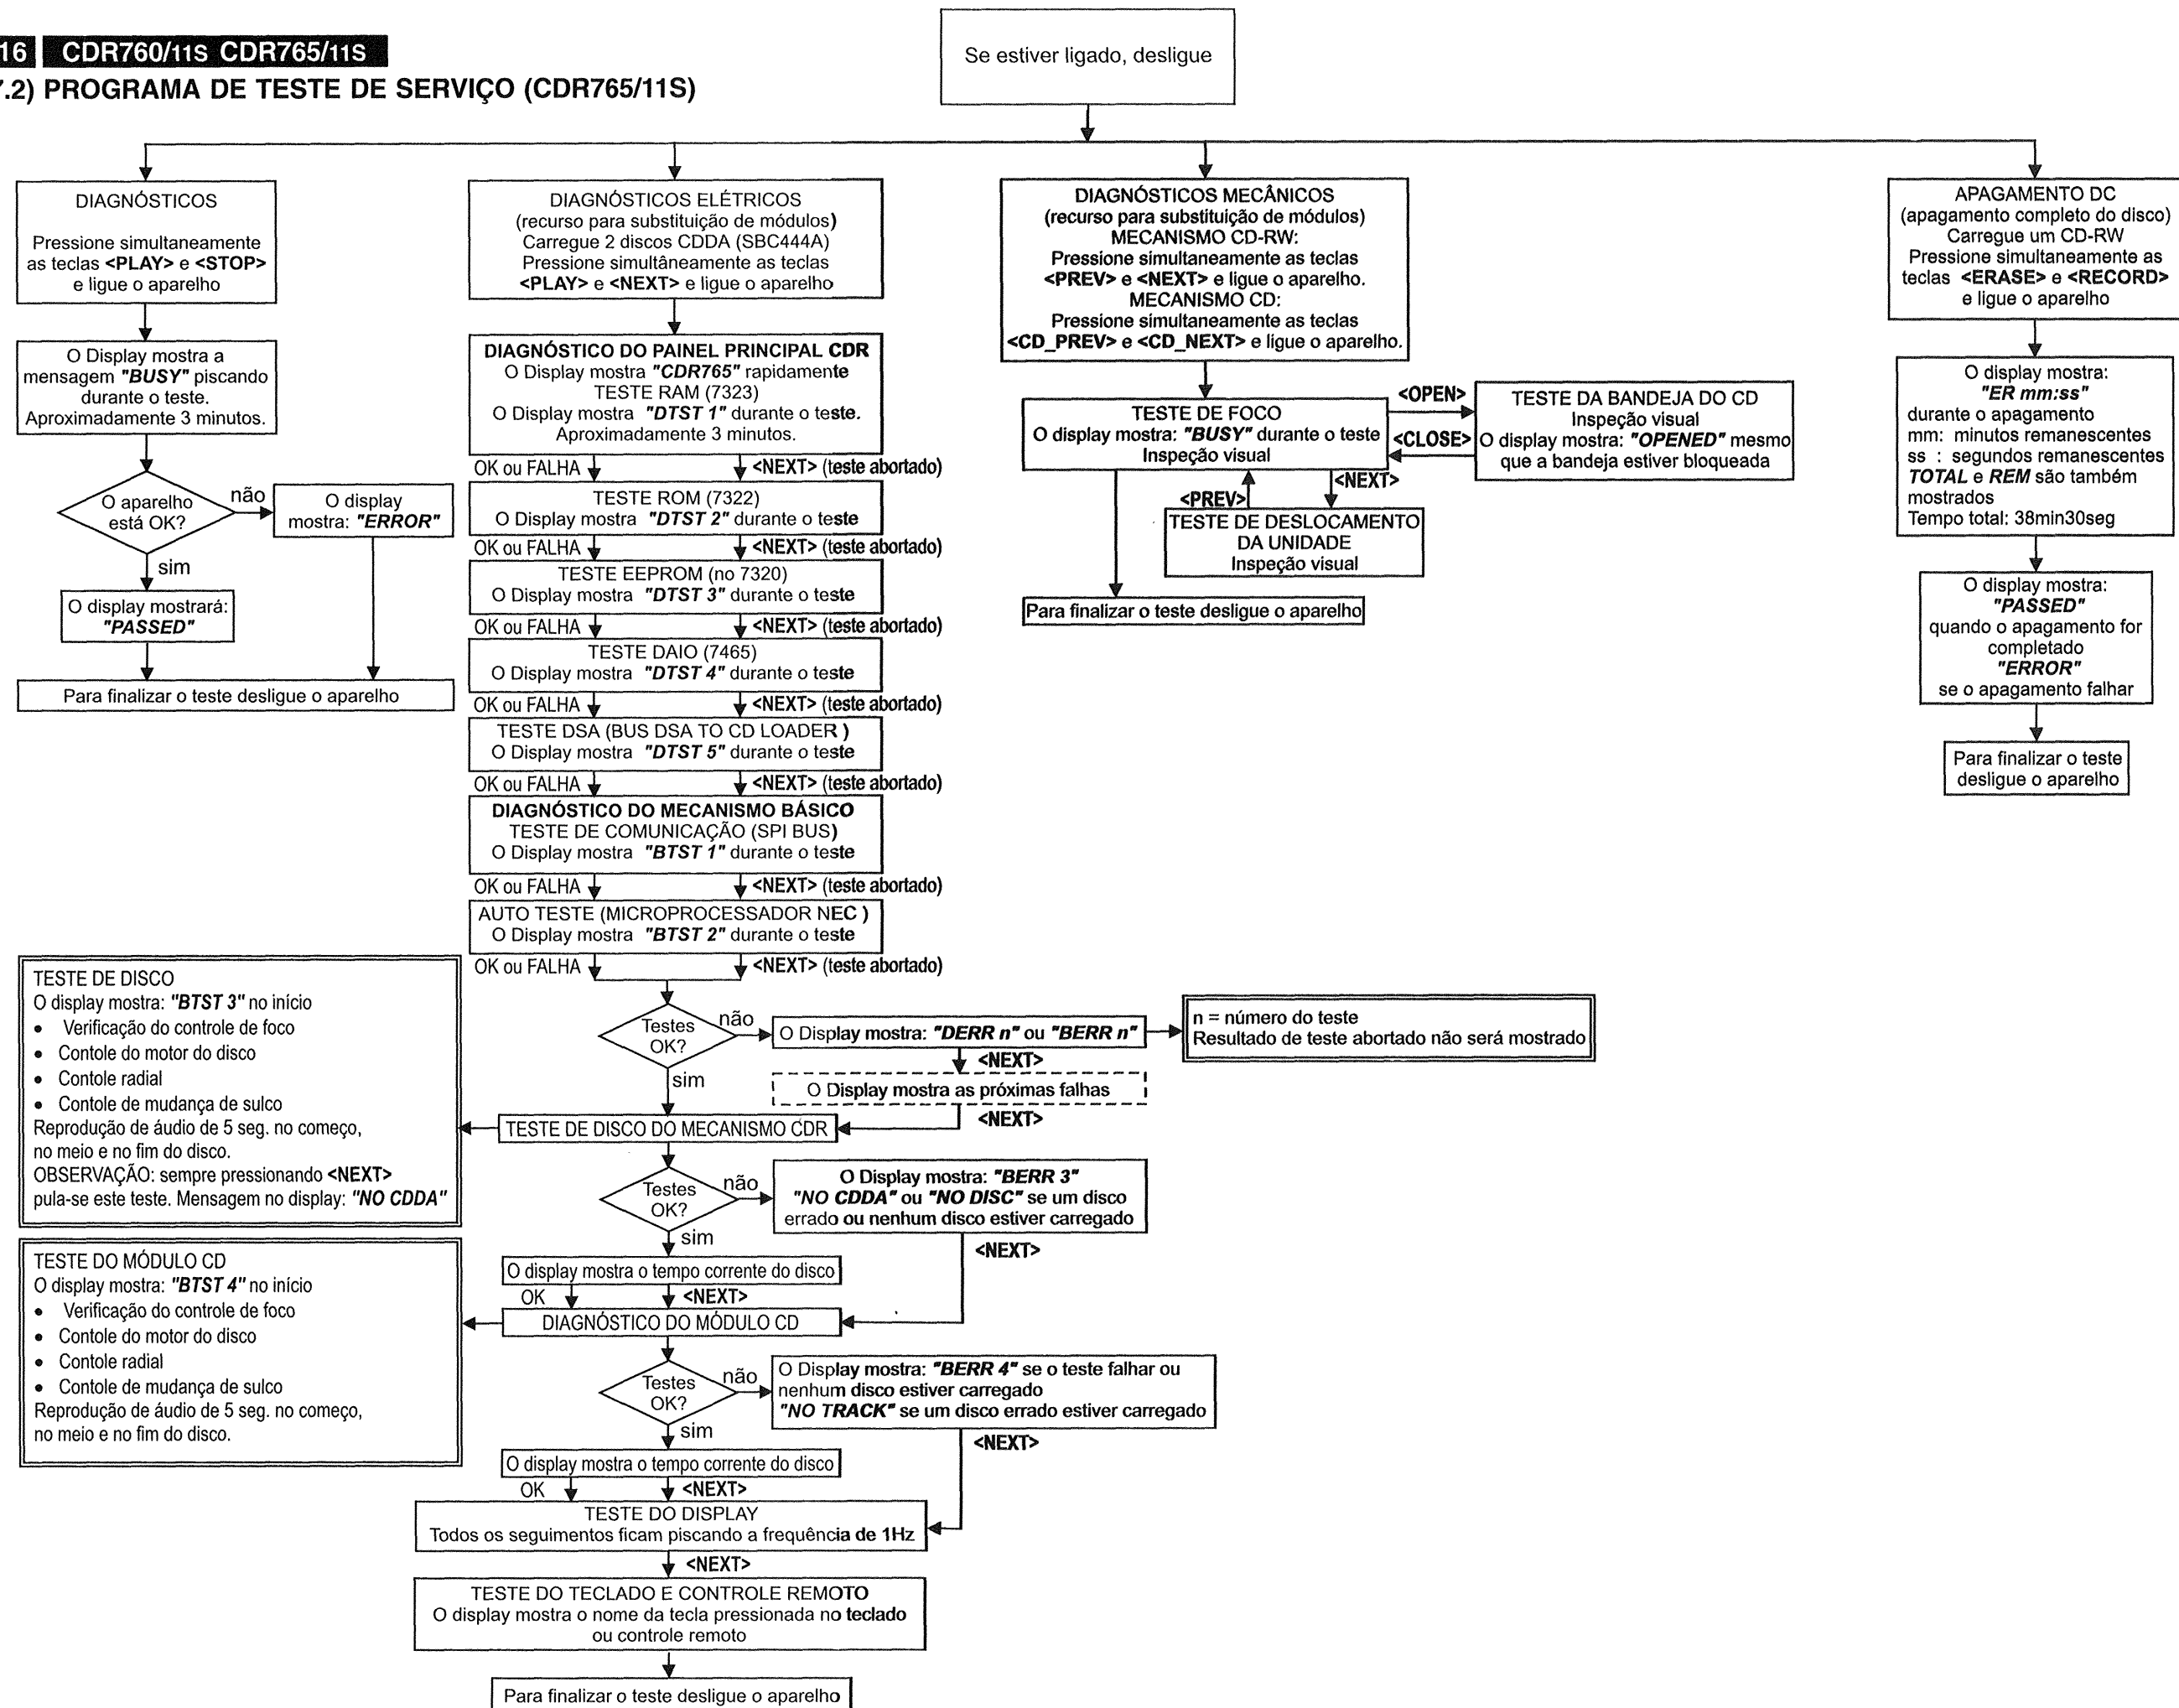 16 CDR760/11S CDR765/11S
7.2) PROGRAMA DE TESTE DE SERVIÇO (CDR765/11S)
Se estiver ligado, desligue
DIAGNÓSTICOS
Pressione simultaneamente
as teclas <PLAY> e <STOP>
e ligue o aparelho
O Display mostra a
mensagem "BUSY" piscando
durante o teste.
Aproximadamente 3 minutos.
O aparelho
está OK?
não
O display
mostra: "ERROR"
sim
O display mostrará:
"PASSED"
Para finalizar o teste desligue o aparelho
DIAGNÓSTICOS ELÉTRICOS
(recurso para substituição de módulos)
Carregue 2 discos CDDA (SBC444A)
Pressione simultâneamente as teclas
<PLAY> e <NEXT> e ligue o aparelho
DIAGNÓSTICO DO PAINEL PRINCIPAL CDR
O Display mostra "CDR765" rapidamente
TESTE RAM (7323)
O Display mostra "DTST 1" durante o teste.
Aproximadamente 3 minutos.
OK ou FALHA <NEXT> (teste abortado)
TESTE ROM (7322)
O Display mostra "DTST 2" durante o teste
OK ou FALHA <NEXT> (teste abortado)
TESTE EEPROM (no 7320)
O Display mostra "DTST 3" durante o teste
OK ou FALHA <NEXT> (teste abortado)
TESTE DAIO (7465)
O Display mostra "DTST 4" durante o teste
OK ou FALHA <NEXT> (teste abortado)
TESTE DSA (BUS DSA TO CD LOADER )
O Display mostra "DTST 5" durante o teste
OK ou FALHA <NEXT> (teste abortado)
DIAGNÓSTICO DO MECANISMO BÁSICO
TESTE DE COMUNICAÇÃO (SPI BUS)
O Display mostra "BTST 1" durante o teste
OK ou FALHA <NEXT> (teste abortado)
AUTO TESTE (MICROPROCESSADOR NEC )
O Display mostra "BTST 2" durante o teste
OK ou FALHA <NEXT> (teste abortado)
Testes
OK?
não
O Display mostra: "DERR n" ou "BERR n"
n = número do teste
Resultado de teste abortado não será mostrado
<NEXT>
sim
O Display mostra as próximas falhas
<NEXT>
TESTE DE DISCO DO MECANISMO CDR
TESTE DE DISCO
O display mostra: "BTST 3" no início
• Verificação do controle de foco
• Contole do motor do disco
• Contole radial
• Contole de mudança de sulco
Reprodução de áudio de 5 seg. no começo,
no meio e no fim do disco.
OBSERVAÇÃO: sempre pressionando <NEXT>
pula-se este teste. Mensagem no display: "NO CDDA"
Testes
OK?
não
O Display mostra: "BERR 3"
"NO CDDA" ou "NO DISC" se um disco
errado ou nenhum disco estiver carregado
sim
<NEXT>
O display mostra o tempo corrente do disco
OK <NEXT>
DIAGNÓSTICO DO MÓDULO CD
TESTE DO MÓDULO CD
O display mostra: "BTST 4" no início
• Verificação do controle de foco
• Contole do motor do disco
• Contole radial
• Contole de mudança de sulco
Reprodução de áudio de 5 seg. no começo,
no meio e no fim do disco.
Testes
OK?
não
O Display mostra: "BERR 4" se o teste falhar ou
nenhum disco estiver carregado
"NO TRACK" se um disco errado estiver carregado
sim
<NEXT>
O display mostra o tempo corrente do disco
OK <NEXT>
TESTE DO DISPLAY
Todos os seguimentos ficam piscando a frequência de 1Hz
<NEXT>
TESTE DO TECLADO E CONTROLE REMOTO
O display mostra o nome da tecla pressionada no teclado
ou controle remoto
Para finalizar o teste desligue o aparelho
DIAGNÓSTICOS MECÂNICOS
(recurso para substituição de módulos)
MECANISMO CD-RW:
Pressione simultaneamente as teclas
<PREV> e <NEXT> e ligue o aparelho.
MECANISMO CD:
Pressione simultaneamente as teclas
<CD_PREV> e <CD_NEXT> e ligue o aparelho.
TESTE DE FOCO
O display mostra: "BUSY" durante o teste
Inspeção visual
<OPEN>
<CLOSE>
TESTE DA BANDEJA DO CD
Inspeção visual
O display mostra: "OPENED" mesmo
que a bandeja estiver bloqueada
<NEXT>
<PREV>
TESTE DE DESLOCAMENTO
DA UNIDADE
Inspeção visual
Para finalizar o teste desligue o aparelho
APAGAMENTO DC
(apagamento completo do disco)
Carregue um CD-RW
Pressione simultaneamente as
teclas <ERASE> e <RECORD>
e ligue o aparelho
O display mostra:
"ER mm:ss"
durante o apagamento
mm: minutos remanescentes
ss : segundos remanescentes
TOTAL e REM são também
mostrados
Tempo total: 38min30seg
O display mostra:
"PASSED"
quando o apagamento for
completado
"ERROR"
se o apagamento falhar
Para finalizar o teste
desligue o aparelho